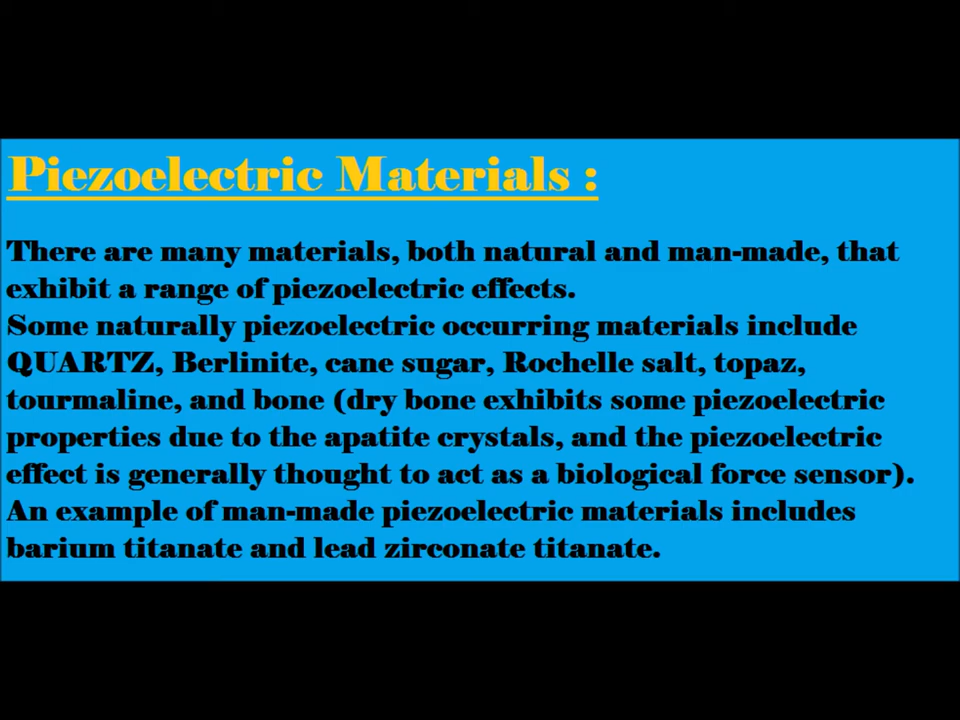 Piezoelectric Materials :
There are many materials, both natural and man-made, that
exhibit a range of piezoelectric effects.
Some naturally piezoelectric occurring materials include
QUARTZ, Berlinite, cane sugar, Rochelle salt, topaz,
tourmaline, and bone (dry bone exhibits some piezoelectric
properties due to the apatite crystals, and the piezoelectric
effect is generally thought to act as a biological force sensor).
An example of man-made piezoelectric materials includes
barium titanate and lead zirconate titanate.